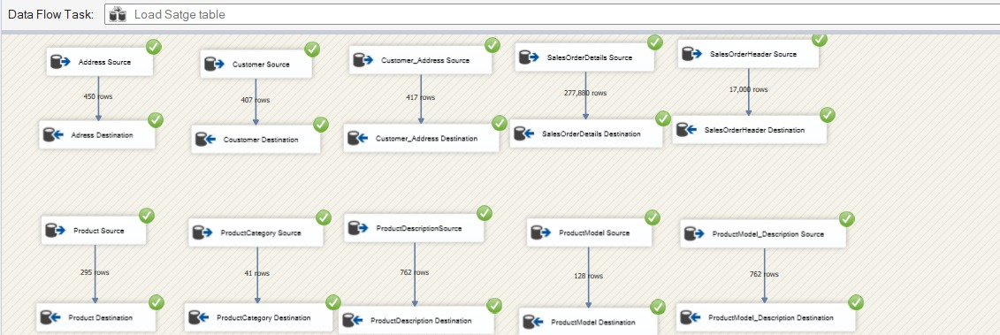 Data Flow Task: Load Satge table
Address Source
Customer Source
Customer_Address Source
SalesOrderDetails Source
SalesOrderHeader Source
450 rows
407 rows
417 rows
277,880 rows
17,000 rows
Adress Destination
Coustomer Destination
Customer_Address Destination
SalesOrderDetails Destination
SalesOrderHeader Destination
Product Source
ProductCategory Source
ProductDescriptionSource
ProductModel Source
ProductModel_Description Source
295 rows
41 rows
762 rows
128 rows
762 rows
Product Destination
ProductCategory Destination
ProductDescription Destination
ProductModel Destination
ProductModel_Description Destination